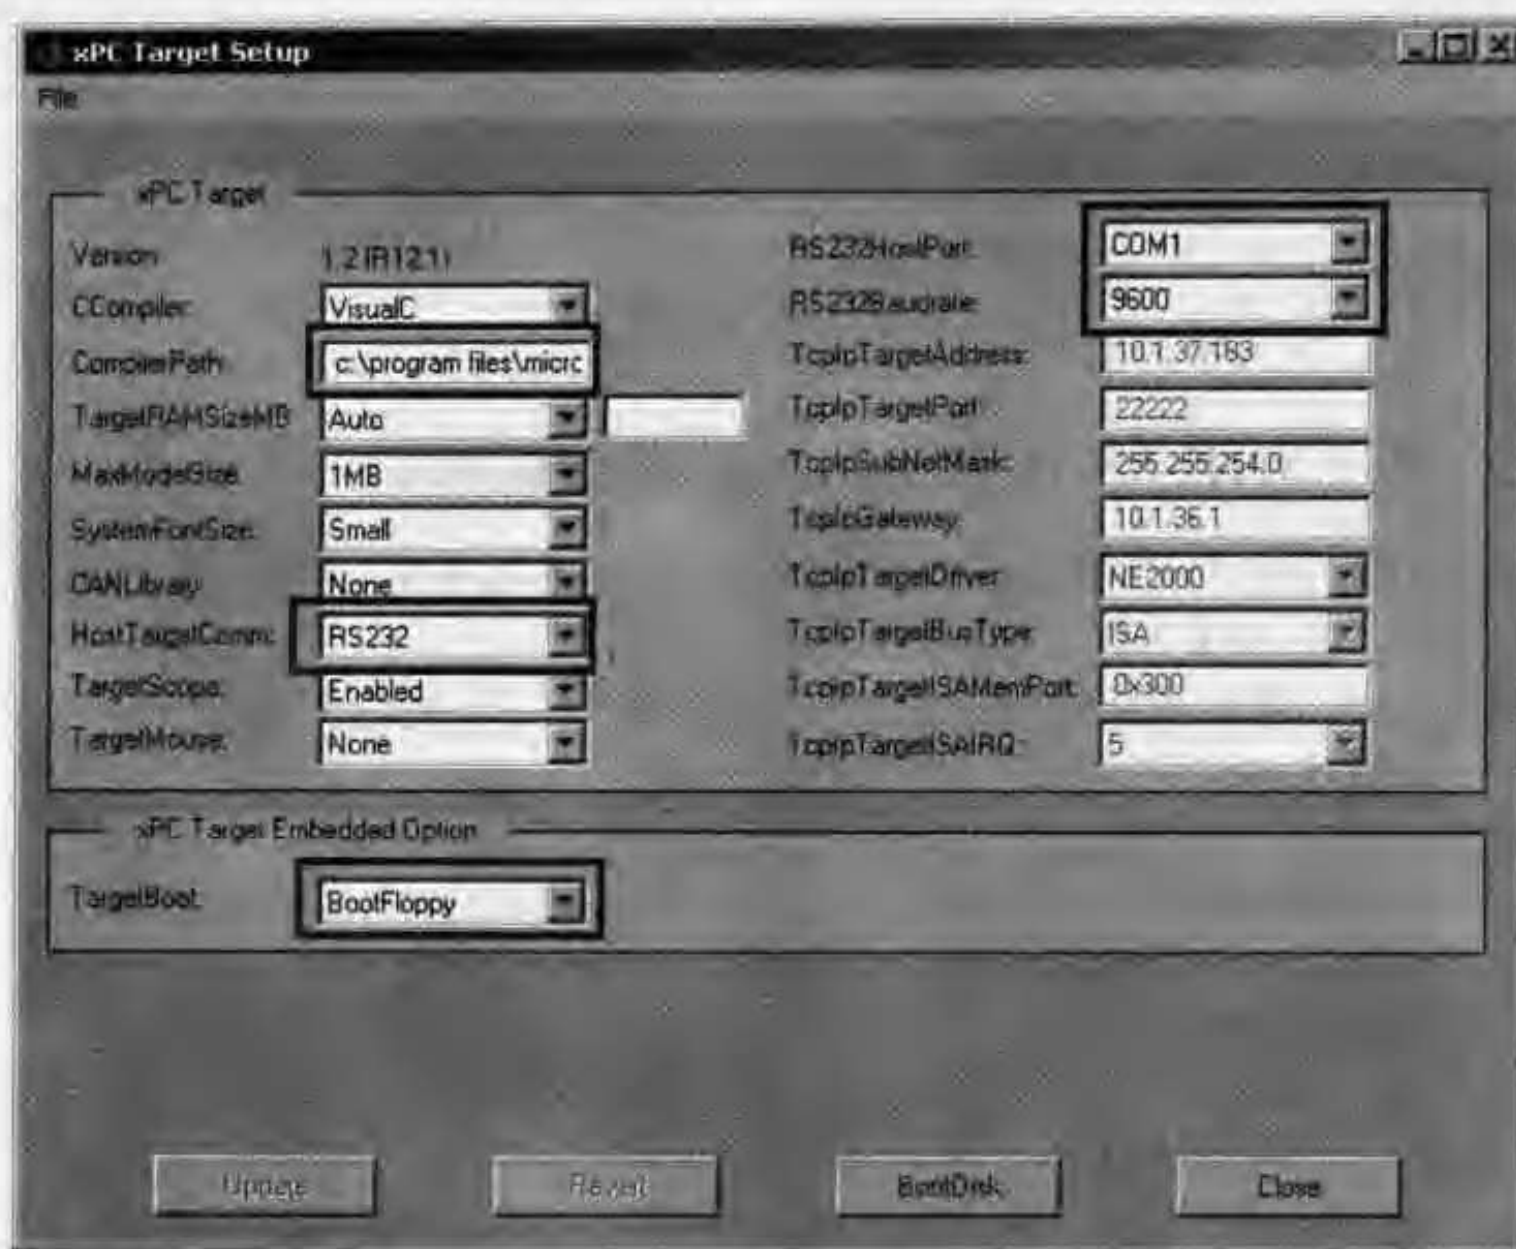 xPC Target Setup
File
xPC Target
Version: 1.2 (R12.1)
CCompiler: VisualC
CompilerPath: c:\program files\micrc
TargetRAMSizeMB: Auto
MaxModelSize: 1MB
SystemFontSize: Small
CANLibrary: None
HostTargetComm: RS232
TargetScope: Enabled
TargetMouse: None
RS232HostPort: COM1
RS232Baudrate: 9600
TcpIpTargetAddress: 10.1.37.183
TcpIpTargetPort: 22222
TcpIpSubNetMask: 255.255.254.0
TcpIpGateway: 10.1.36.1
TcpIpTargetDriver: NE2000
TcpIpTargetBusType: ISA
TcpIpTargetISAMemPort: 0x300
TcpIpTargetISAIRQ: 5
xPC Target Embedded Option
TargetBoot: BootFloppy
Update
Revert
BootDisk
Close